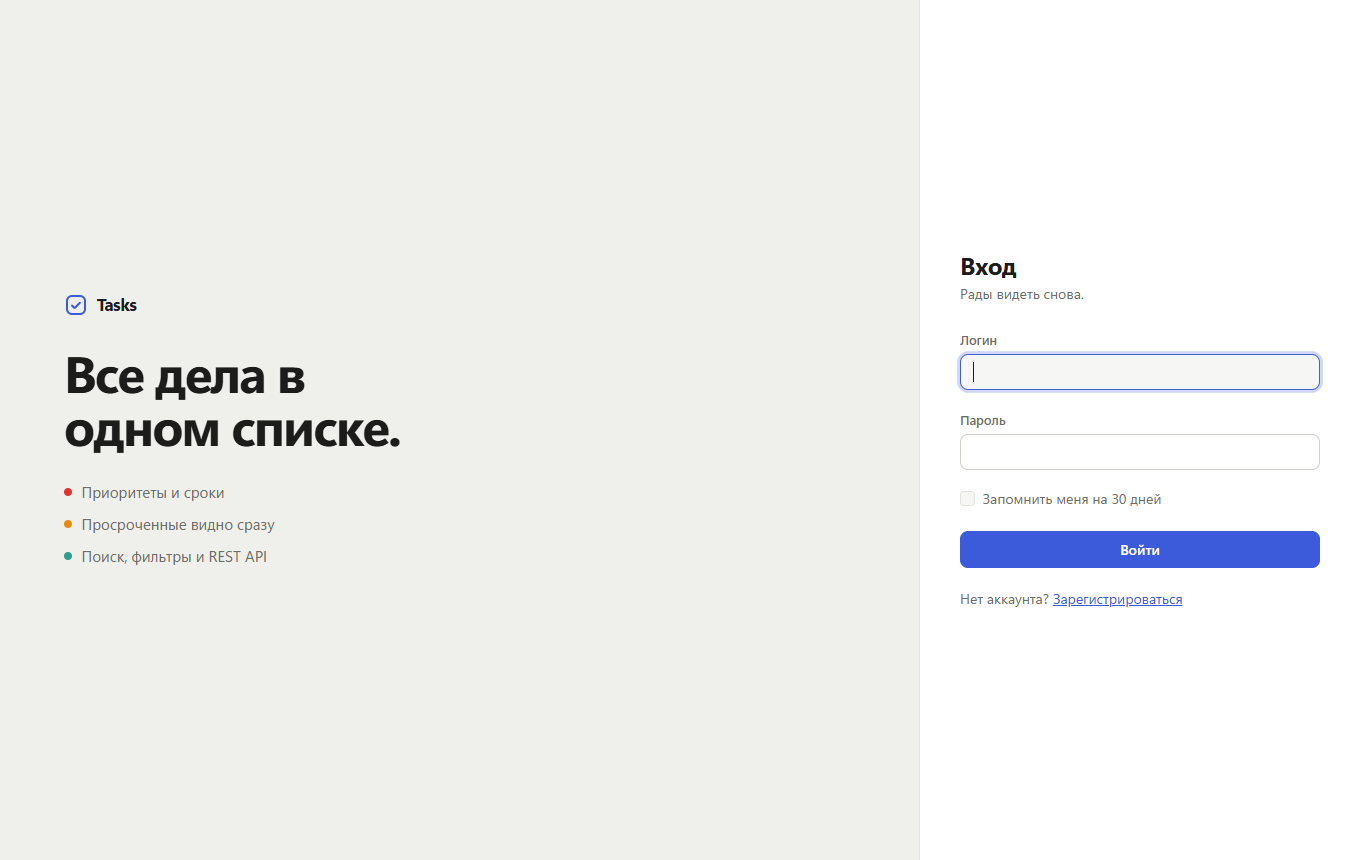 Tasks
Все дела в
одном списке.
Приоритеты и сроки
Просроченные видно сразу
Поиск, фильтры и REST API
Вход
Рады видеть снова.
Логин
Пароль
Запомнить меня на 30 дней
Войти
Нет аккаунта? Зарегистрироваться